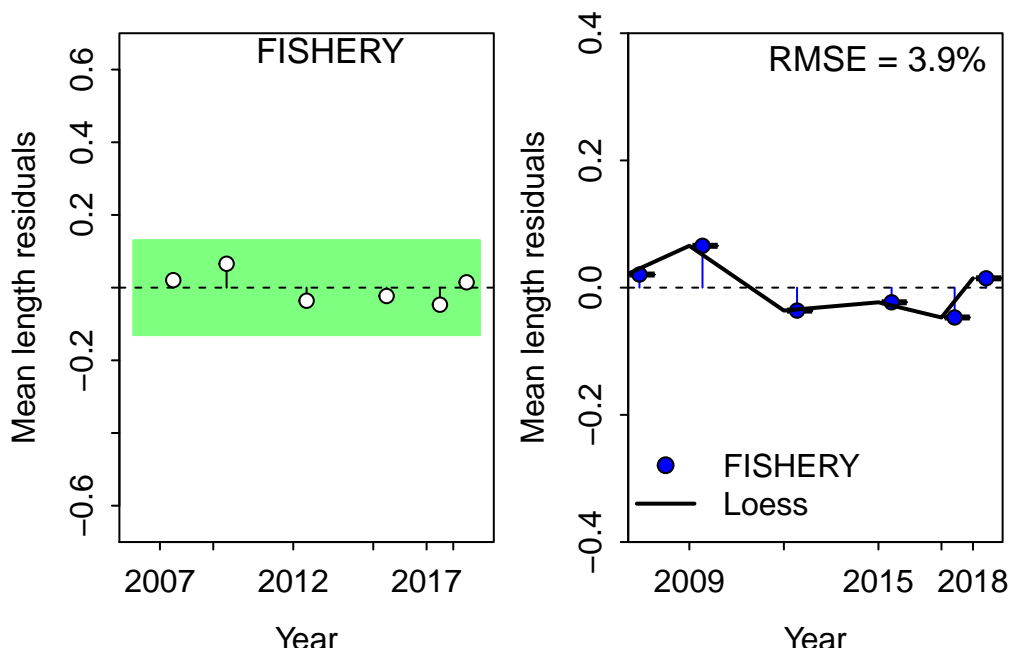 FISHERY
Mean length residuals
0.6
0.4
0.2
−0.2
−0.6
2007 2012 2017
Year
RMSE = 3.9%
Mean length residuals
0.4
0.2
0.0
−0.2
−0.4
FISHERY
Loess
2009 2015 2018
Year